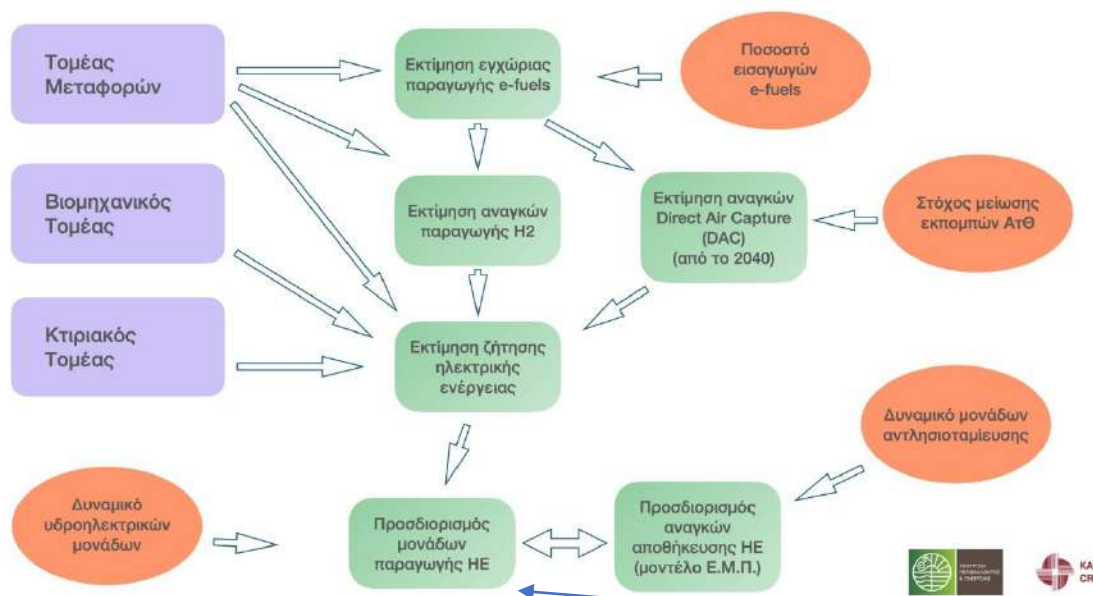 Τομέας
Μεταφορών
Εκτίμηση εγχώριας
παραγωγής e-fuels
Ποσοστό
εισαγωγών
e-fuels
Βιομηχανικός
Τομέας
Εκτίμηση αναγκών
παραγωγής H2
Εκτίμηση αναγκών
Direct Air Capture
(DAC)
(από το 2040)
Στόχος μείωσης
εκπομπών ΑτΘ
Κτιριακός
Τομέας
Εκτίμηση ζήτησης
ηλεκτρικής
ενέργειας
Δυναμικό μονάδων
αντλησιοταμίευσης
Δυναμικό
υδροηλεκτρικών
μονάδων
Προσδιορισμός
μονάδων
παραγωγής ΗΕ
Προσδιορισμός
αναγκών
αποθήκευσης ΗΕ
(μοντέλο Ε.Μ.Π.)
KA
CR